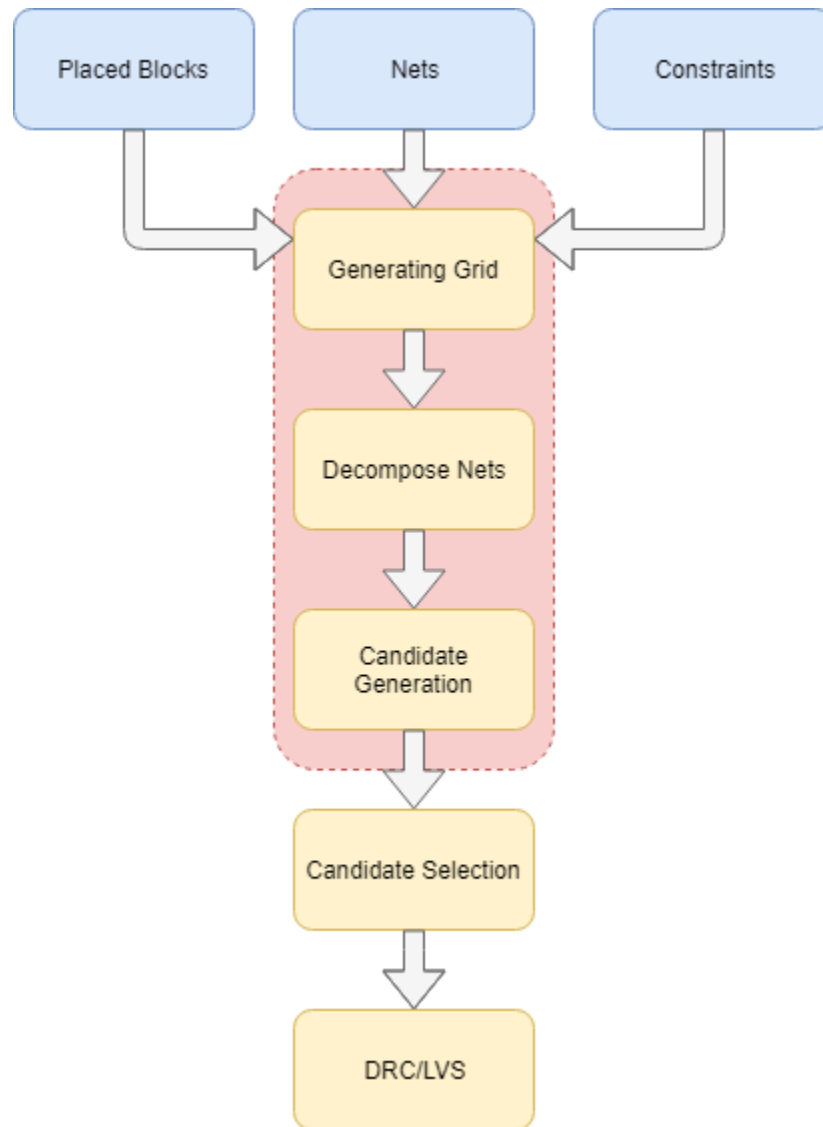 Placed Blocks
Nets
Constraints
Generating Grid
Decompose Nets
Candidate
Generation
Candidate Selection
DRC/LVS